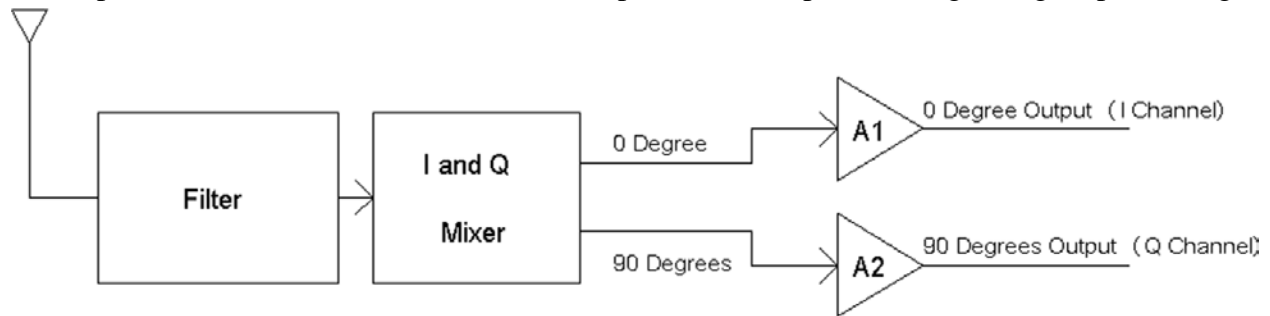 Filter
I and Q
Mixer
0 Degree
90 Degrees
A1
0 Degree Output (I Channel)
A2
90 Degrees Output (Q Channel)